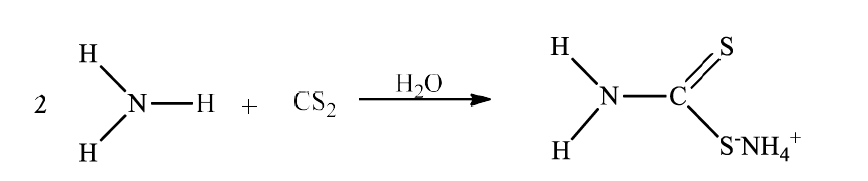 2 H N H H + CS₂ H₂O H H N C S S⁻NH₄⁺